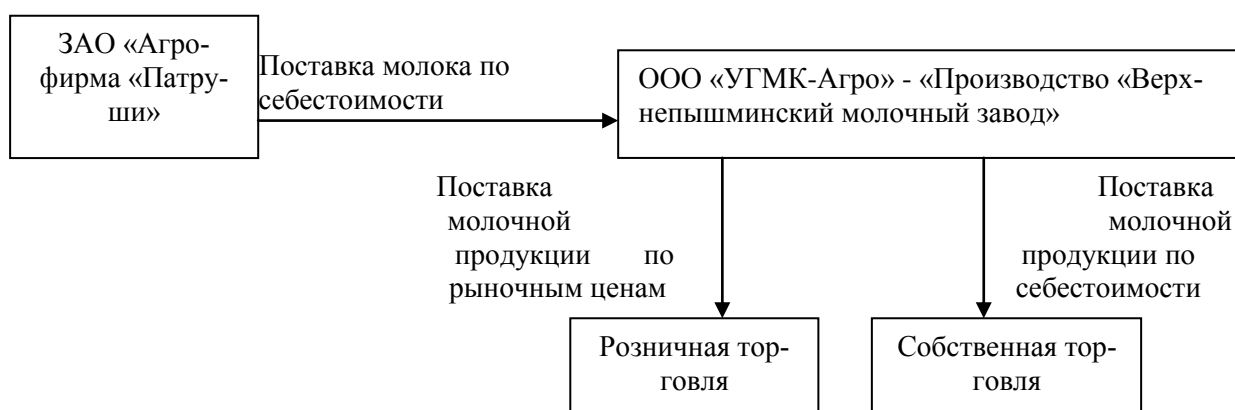 ЗАО «Агро-
фирма «Патру-
ши»
Поставка молока по
себестоимости
ООО «УГМК-Агро» - «Производство «Верх-
непышминский молочный завод»
Поставка
молочной
продукции по
рыночным ценам
Поставка
молочной
продукции по
себестоимости
Розничная тор-
говля
Собственная тор-
говля